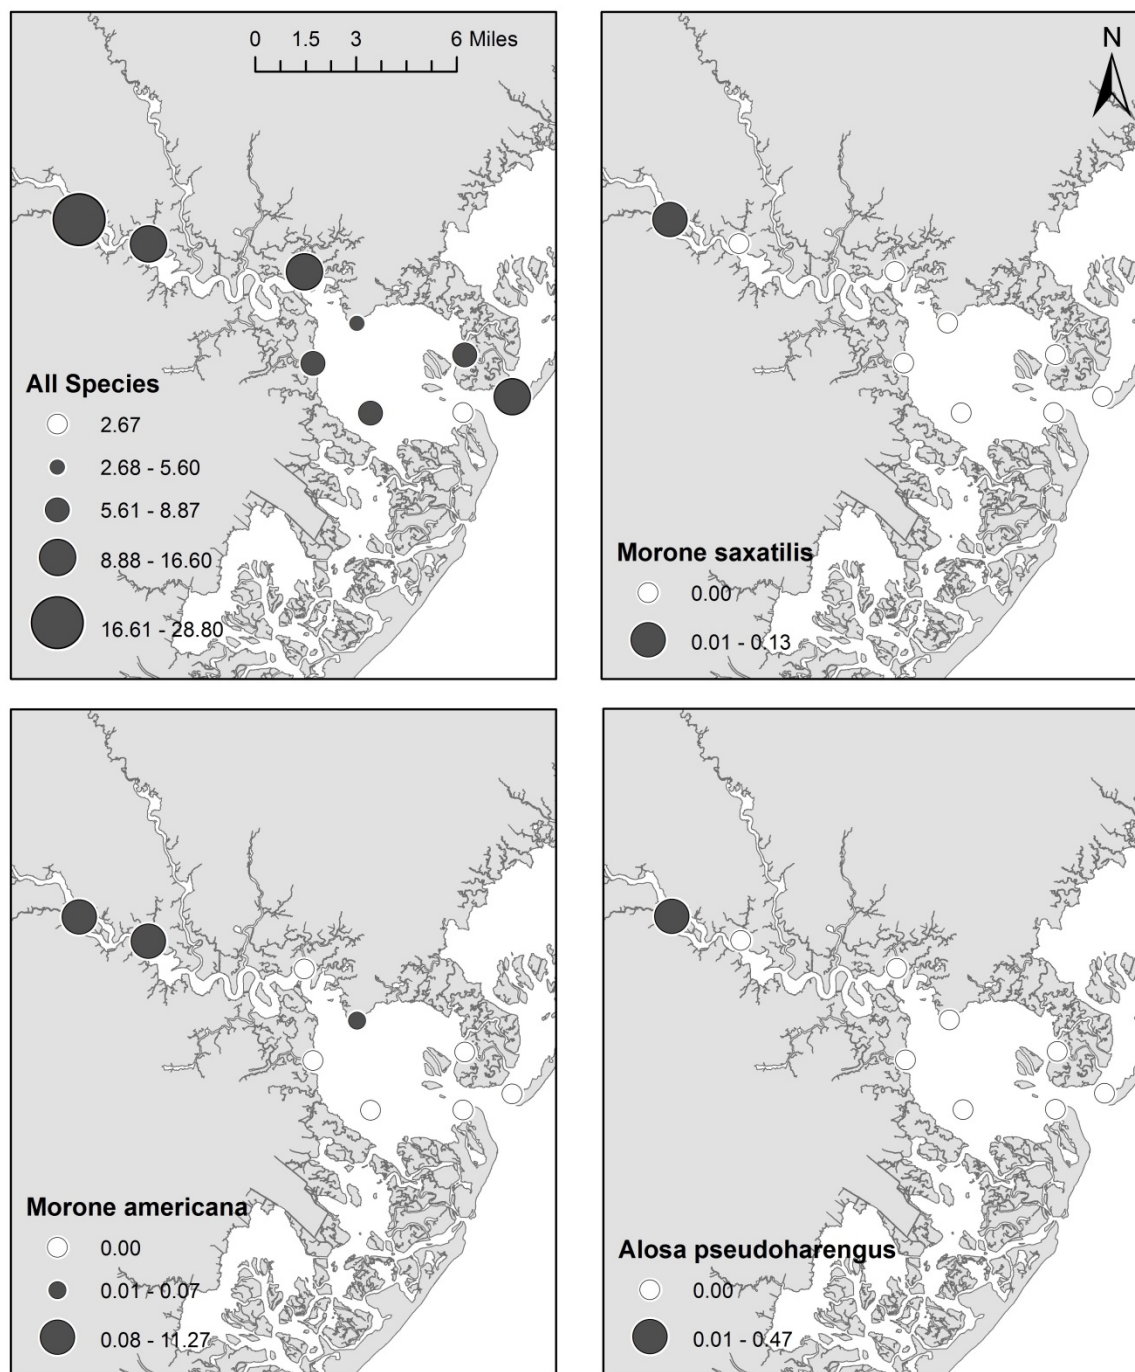 0 1.5 3 6 Miles
All Species
2.67
2.68 - 5.60
5.61 - 8.87
8.88 - 16.60
16.61 - 28.80
N
Morone saxatilis
0.00
0.01 - 0.13
Morone americana
0.00
0.01 - 0.07
0.08 - 11.27
Alosa pseudoharengus
0.00
0.01 - 0.47